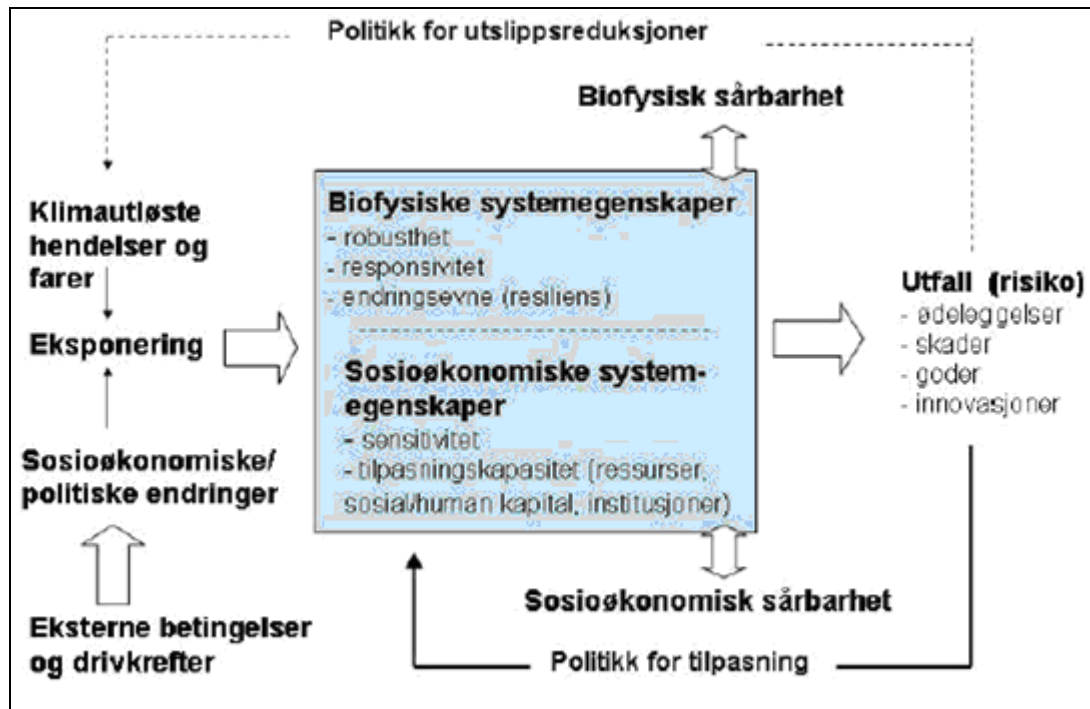 Politikk for utslippsreduksjoner
Biofysisk sårbarhet
Klimautløste
hendelser og
farer
Eksponering
Sosioøkonomiske/
politiske endringer
Eksterne betingelser
og drivkrefter
Biofysiske systemegenskaper
- robusthet
- responsivitet
- endringsevne (resiliens)
Sosioøkonomiske system-
egenskaper
- sensitivitet
- tilpasningskapasitet (ressurser,
sosial/human kapital, institusjoner)
Utfall (risiko)
- ødeleggelser
- skader
- goder
- innovasjoner
Sosioøkonomisk sårbarhet
Politikk for tilpasning